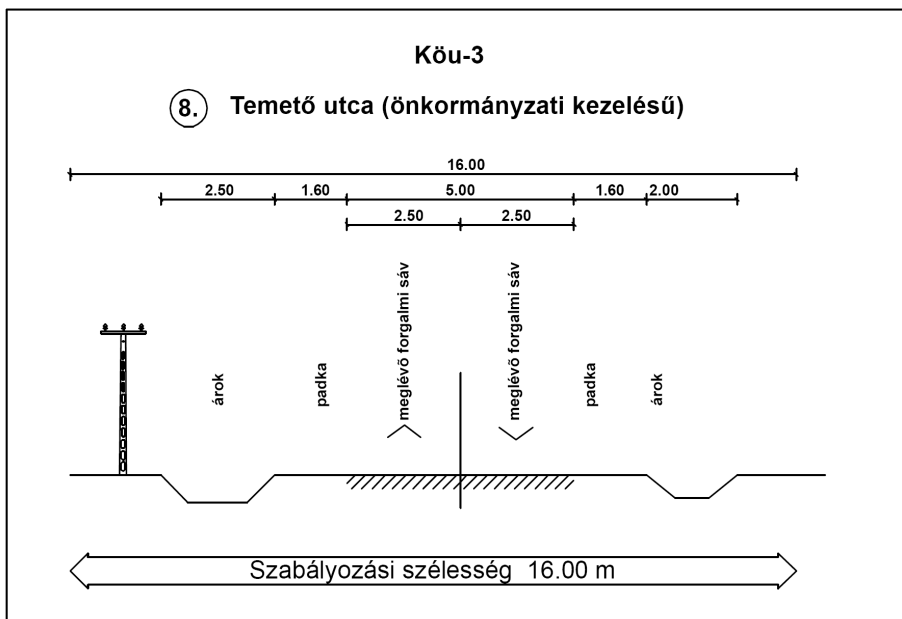 Köu-3
8. Temető utca (önkormányzati kezelésű)
16.00
2.50 1.60 5.00 1.60 2.00
2.50 2.50
árok
padka
meglévő forgalmi sáv
meglévő forgalmi sáv
padka
árok
Szabályozási szélesség 16.00 m